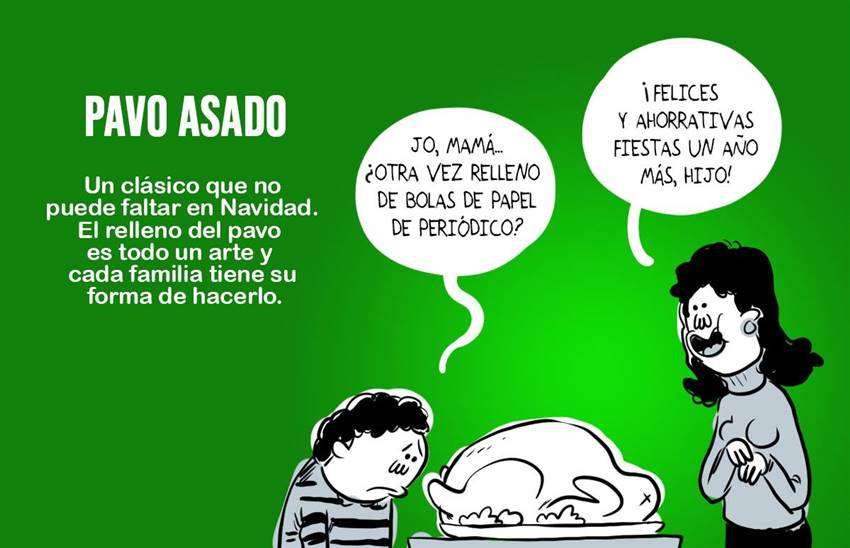 PAVO ASADO
Un clásico que no
puede faltar en Navidad.
El relleno del pavo
es todo un arte y
cada familia tiene su
forma de hacerlo.
JO, MAMÁ...
¿OTRA VEZ RELLENO
DE BOLAS DE PAPEL
DE PERIÓDICO?
¡FELICES
Y AHORRATIVAS
FIESTAS UN AÑO
MÁS, HIJO!